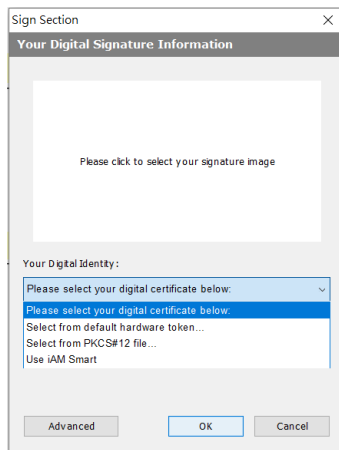 Sign Section
Your Digital Signature Information
Please click to select your signature image
Your Digital Identity:
Please select your digital certificate below:
Please select your digital certificate below:
Select from default hardware token...
Select from PKCS#12 file...
Use iAM Smart
Advanced
OK
Cancel